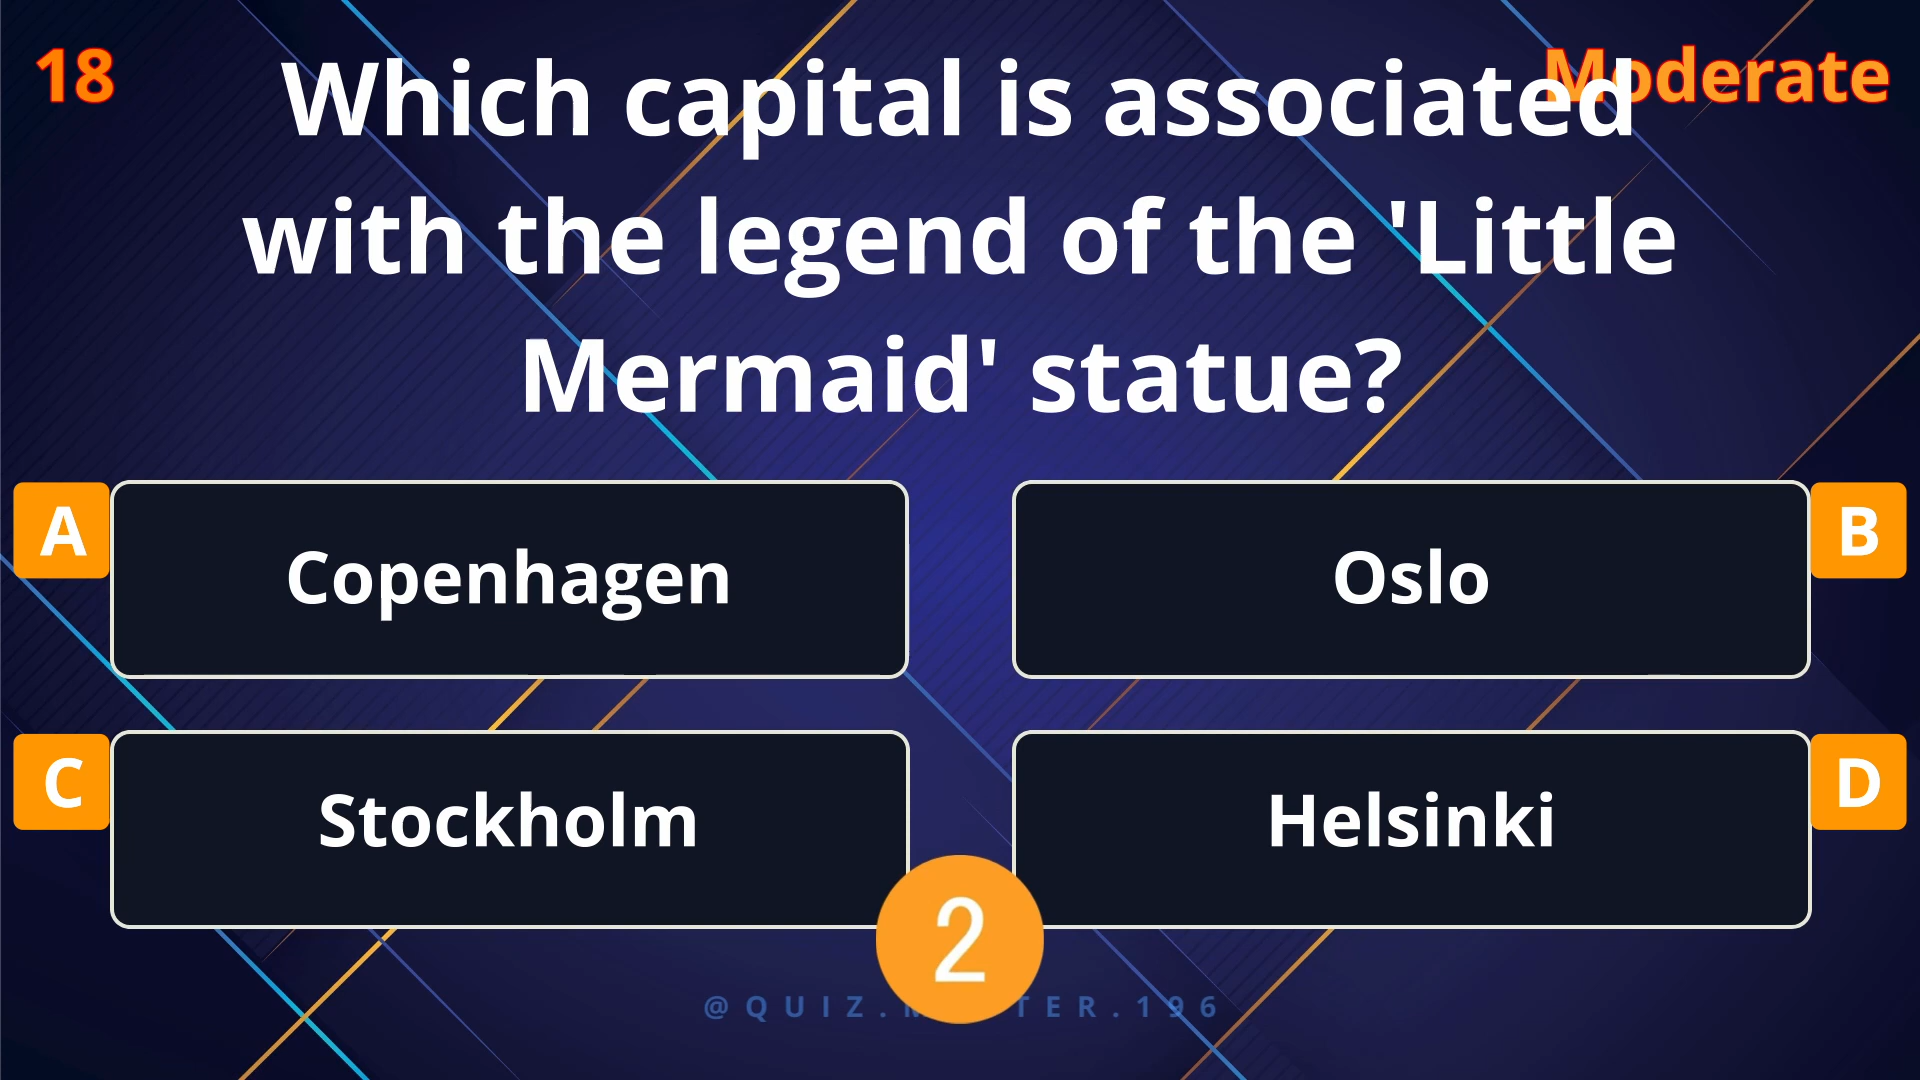 18
Moderate
Which capital is associated
with the legend of the 'Little
Mermaid' statue?
A
Copenhagen
B
Oslo
C
Stockholm
D
Helsinki
2